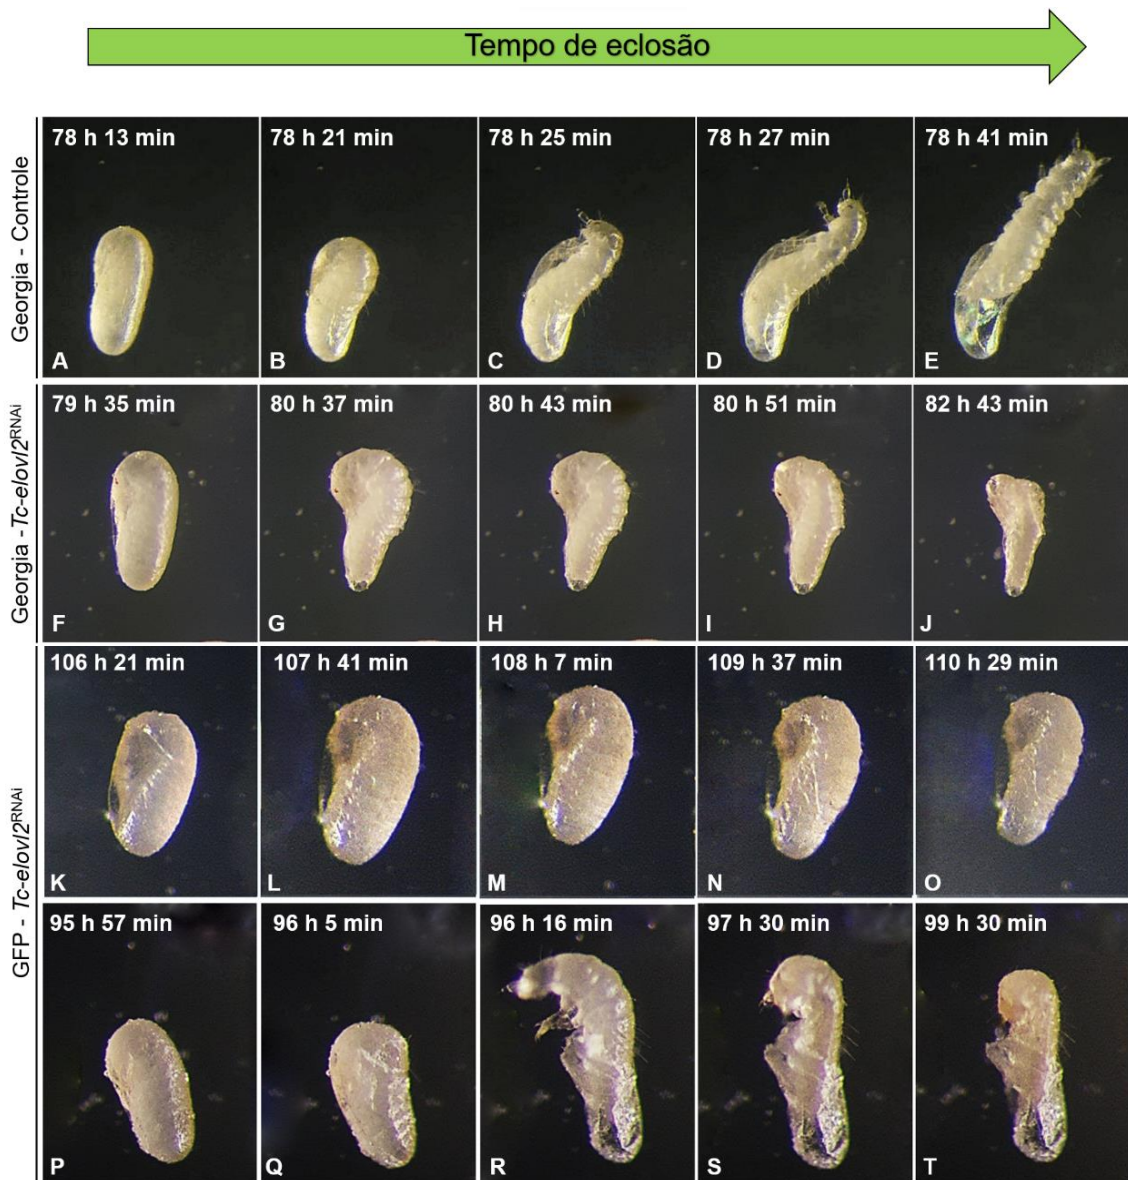 Tempo de eclosão
Georgia - Controle
78 h 13 min
78 h 21 min
78 h 25 min
78 h 27 min
78 h 41 min
A
B
C
D
E
Georgia - Tc-elovl2RNAi
79 h 35 min
80 h 37 min
80 h 43 min
80 h 51 min
82 h 43 min
F
G
H
I
J
GFP - Tc-elovl2RNAi
106 h 21 min
107 h 41 min
108 h 7 min
109 h 37 min
110 h 29 min
K
L
M
N
O
95 h 57 min
96 h 5 min
96 h 16 min
97 h 30 min
99 h 30 min
P
Q
R
S
T